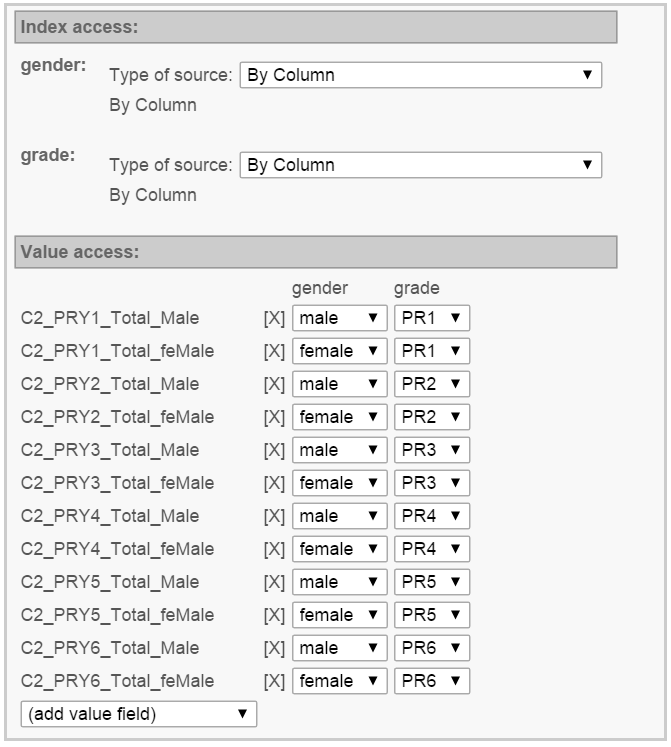 Index access:
gender: Type of source: By Column
By Column
grade: Type of source: By Column
By Column
Value access:
gender grade
C2_PRY1_Total_Male [X] male PR1
C2_PRY1_Total_feMale [X] female PR1
C2_PRY2_Total_Male [X] male PR2
C2_PRY2_Total_feMale [X] female PR2
C2_PRY3_Total_Male [X] male PR3
C2_PRY3_Total_feMale [X] female PR3
C2_PRY4_Total_Male [X] male PR4
C2_PRY4_Total_feMale [X] female PR4
C2_PRY5_Total_Male [X] male PR5
C2_PRY5_Total_feMale [X] female PR5
C2_PRY6_Total_Male [X] male PR6
C2_PRY6_Total_feMale [X] female PR6
(add value field)